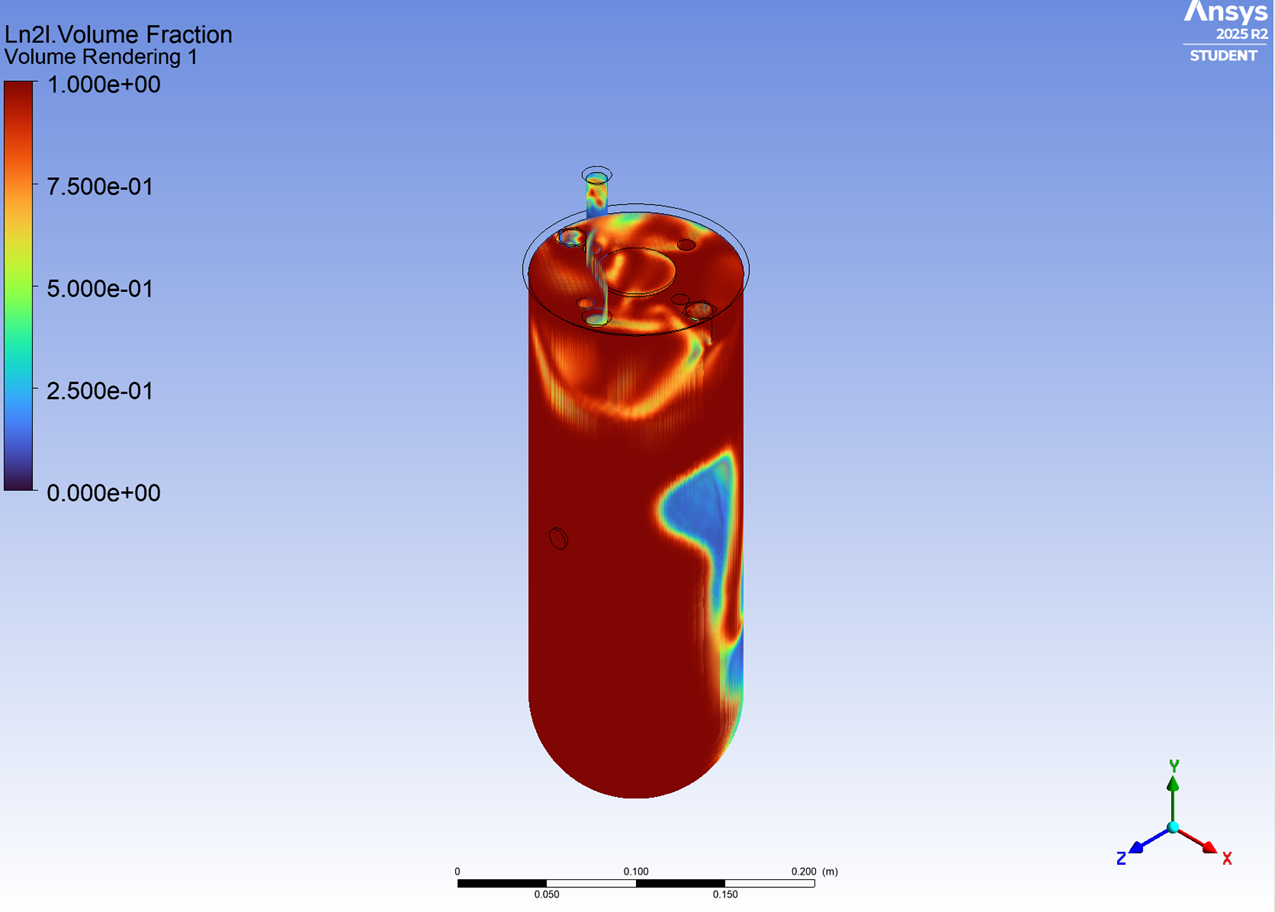 Ln2l.Volume Fraction
Volume Rendering 1
1.000e+00
7.500e-01
5.000e-01
2.500e-01
0.000e+00
Ansys
2025 R2
STUDENT
Y
Z
X
0
0.100
0.200
(m)
0.050
0.150